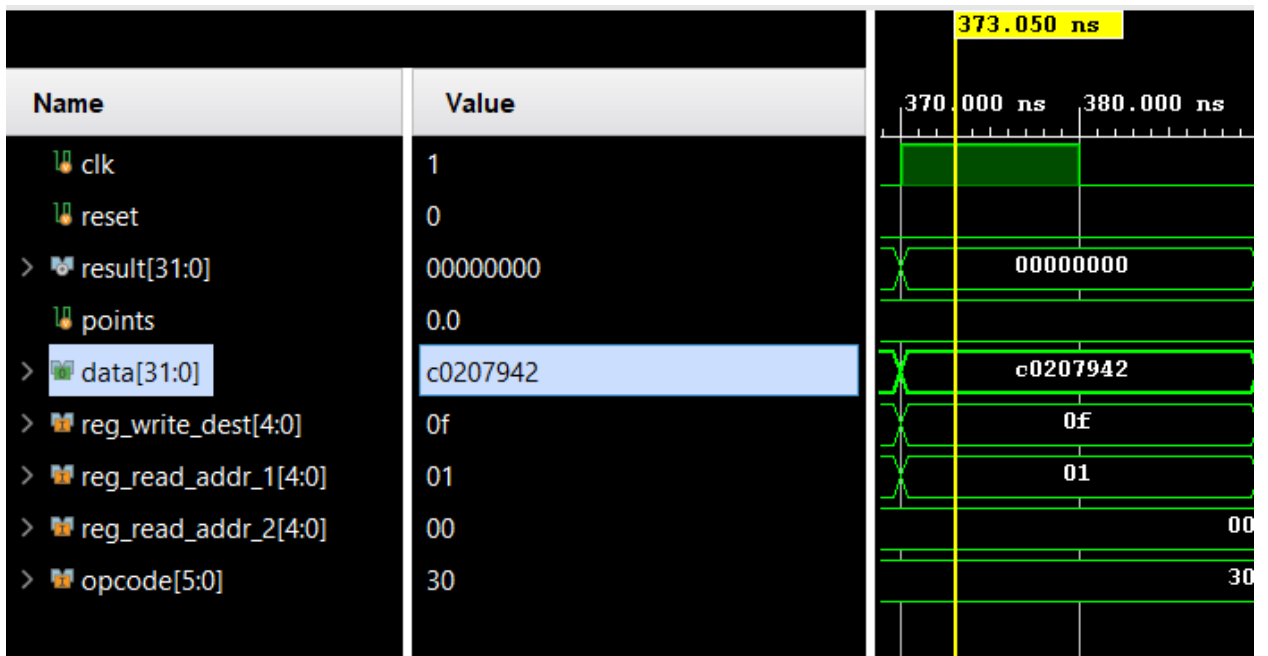 373.050 ns
Name Value 370.000 ns 380.000 ns
clk 1
reset 0
result[31:0] 00000000 00000000
points 0.0
data[31:0] c0207942 c0207942
reg_write_dest[4:0] 0f 0f
reg_read_addr_1[4:0] 01 01
reg_read_addr_2[4:0] 00 00
opcode[5:0] 30 30